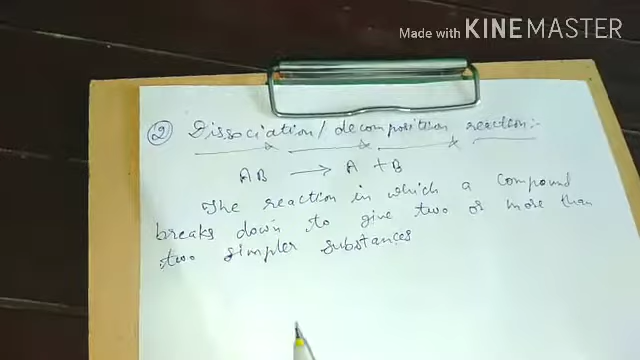 Made with KINEMASTER
② Dissociation/decomposition reaction:-
AB → A + B
The reaction in which a compound
breaks down to give two or more than
two simpler substances